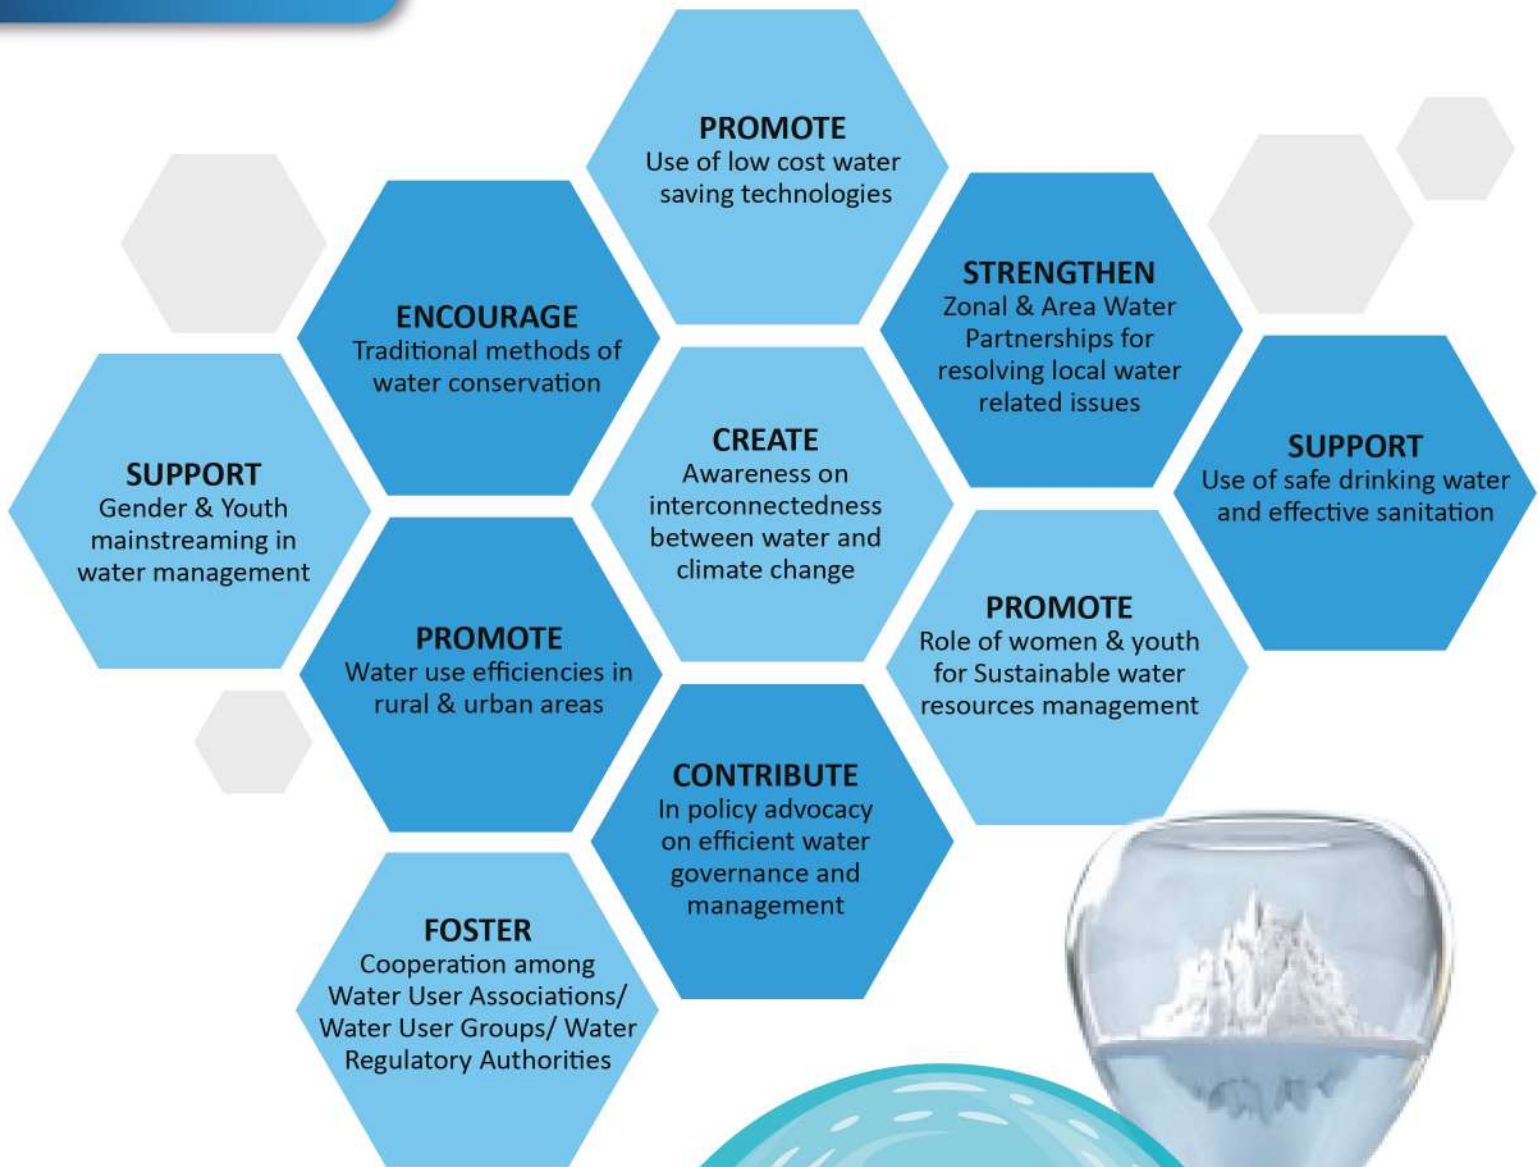 PROMOTE
Use of low cost water
saving technologies
ENCOURAGE
Traditional methods of
water conservation
STRENGTHEN
Zonal & Area Water
Partnerships for
resolving local water
related issues
SUPPORT
Gender & Youth
mainstreaming in
water management
CREATE
Awareness on
interconnectedness
between water and
climate change
SUPPORT
Use of safe drinking water
and effective sanitation
PROMOTE
Water use efficiencies in
rural & urban areas
PROMOTE
Role of women & youth
for Sustainable water
resources management
CONTRIBUTE
In policy advocacy
on efficient water
governance and
management
FOSTER
Cooperation among
Water User Associations/
Water User Groups/ Water
Regulatory Authorities